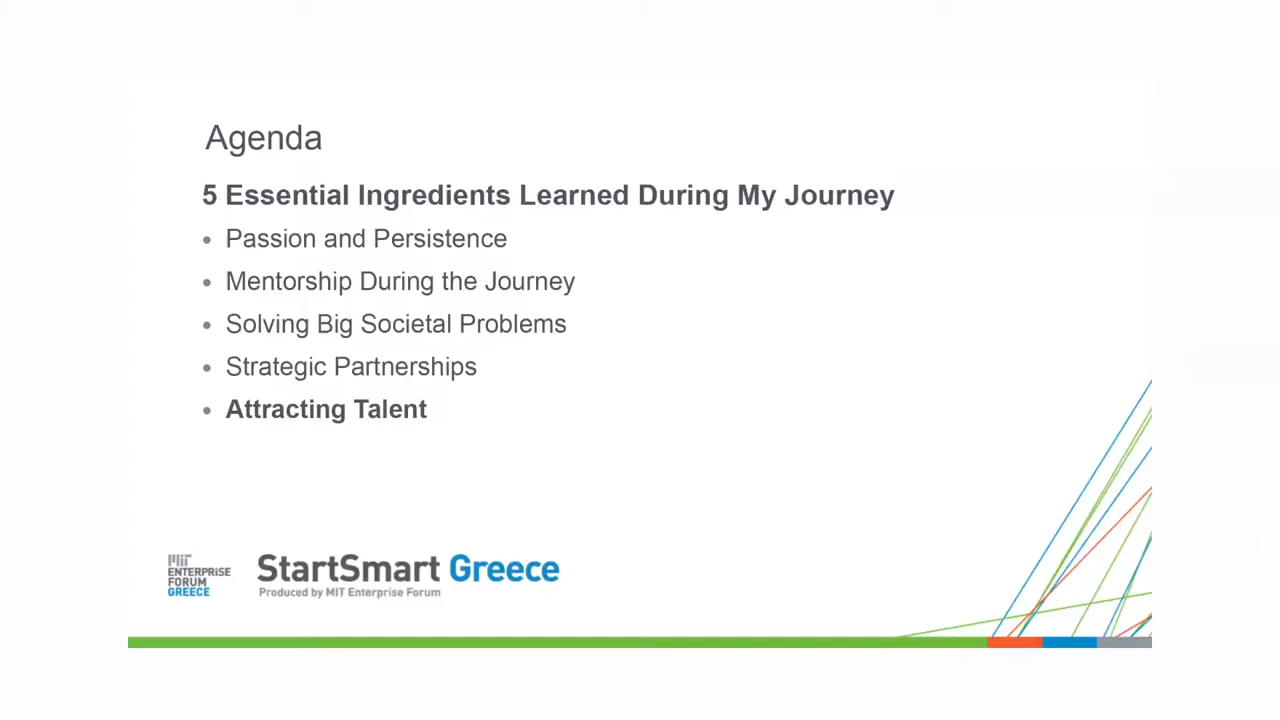 Agenda
5 Essential Ingredients Learned During My Journey
• Passion and Persistence
• Mentorship During the Journey
• Solving Big Societal Problems
• Strategic Partnerships
• Attracting Talent
MIT
ENTERPRISE
FORUM
GREECE
StartSmart Greece
Produced by MIT Enterprise Forum